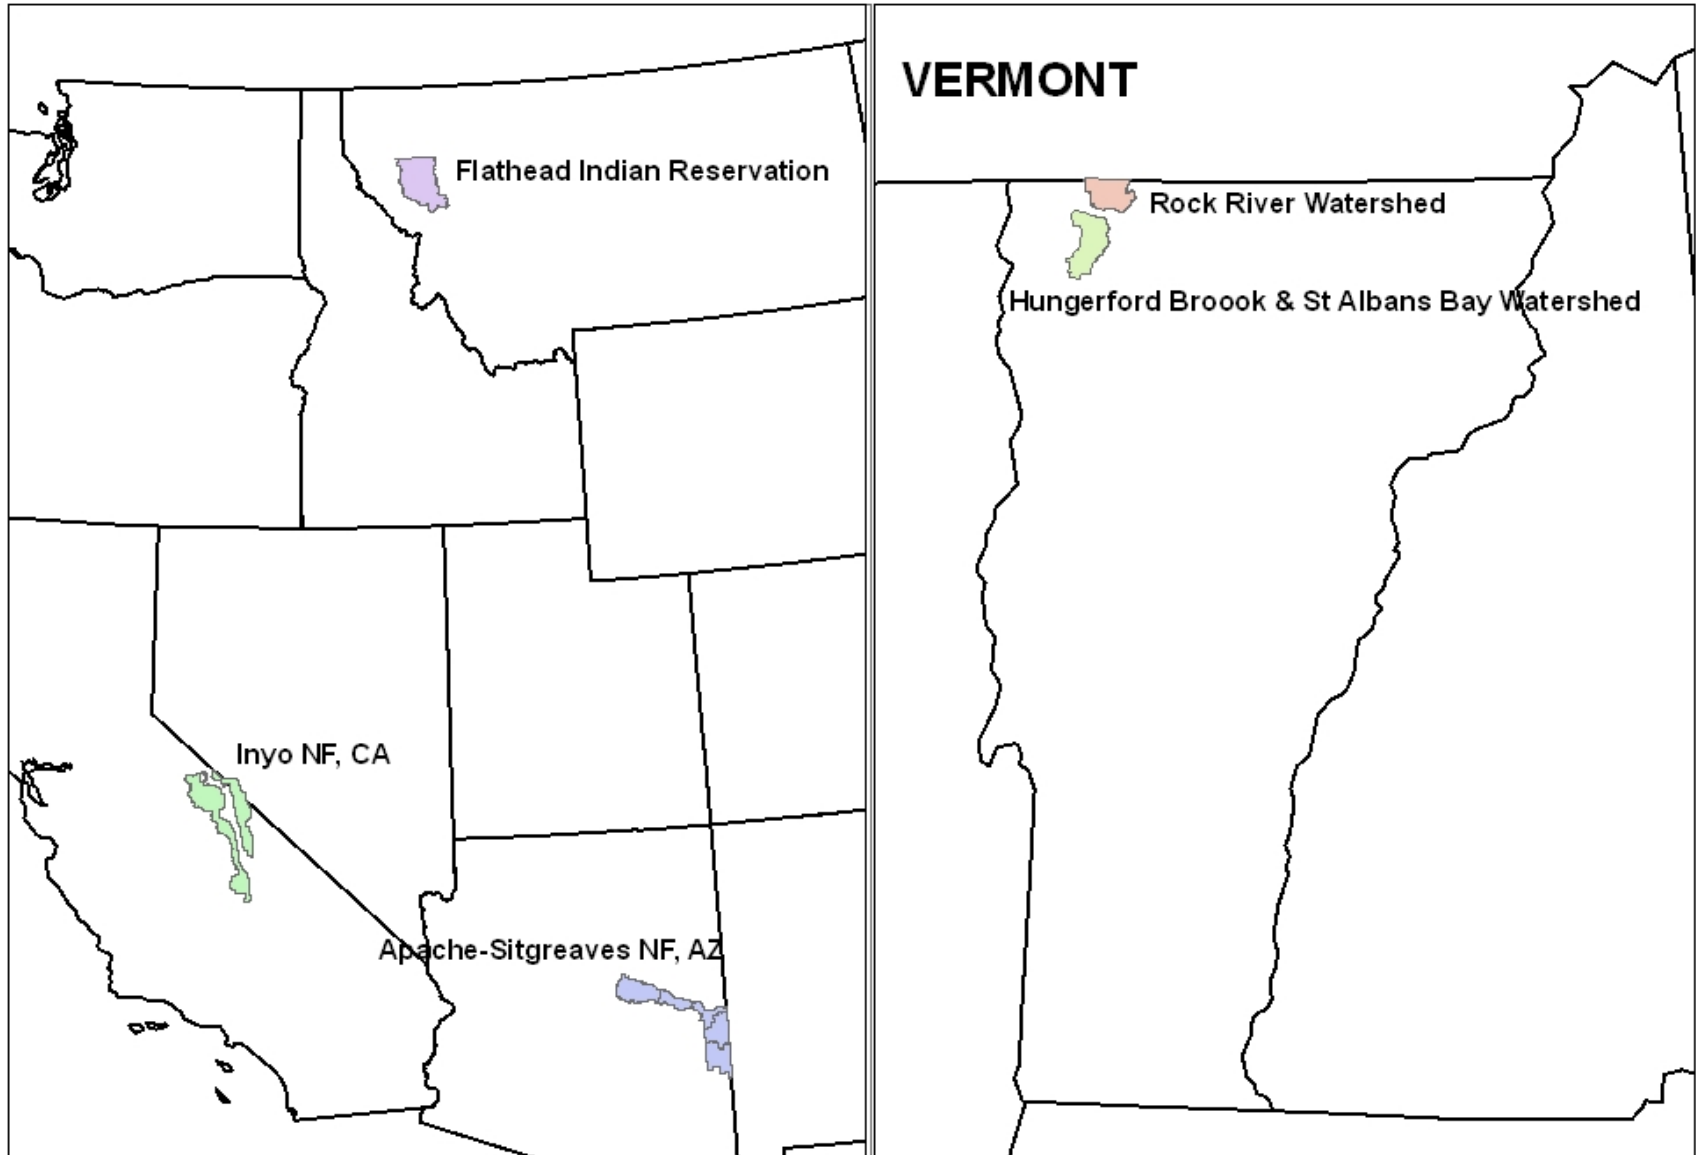 Flathead Indian Reservation
Inyo NF, CA
Apache-Sitgreaves NF, AZ
VERMONT
Rock River Watershed
Hungerford Broook & St Albans Bay Watershed